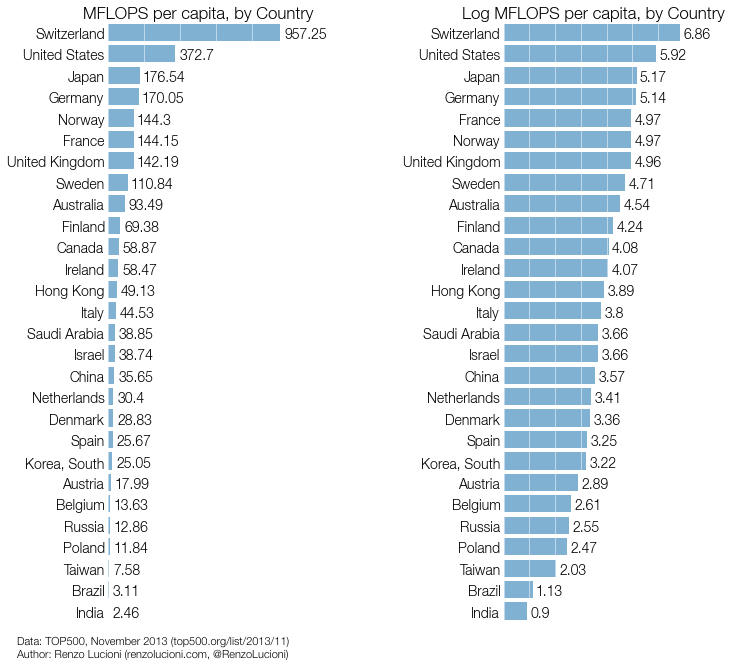 MFLOPS per capita, by Country
Switzerland 957.25
United States 372.7
Japan 176.54
Germany 170.05
Norway 144.3
France 144.15
United Kingdom 142.19
Sweden 110.84
Australia 93.49
Finland 69.38
Canada 58.87
Ireland 58.47
Hong Kong 49.13
Italy 44.53
Saudi Arabia 38.85
Israel 38.74
China 35.65
Netherlands 30.4
Denmark 28.83
Spain 25.67
Korea, South 25.05
Austria 17.99
Belgium 13.63
Russia 12.86
Poland 11.84
Taiwan 7.58
Brazil 3.11
India 2.46
Log MFLOPS per capita, by Country
Switzerland 6.86
United States 5.92
Japan 5.17
Germany 5.14
France 4.97
Norway 4.97
United Kingdom 4.96
Sweden 4.71
Australia 4.54
Finland 4.24
Canada 4.08
Ireland 4.07
Hong Kong 3.89
Italy 3.8
Saudi Arabia 3.66
Israel 3.66
China 3.57
Netherlands 3.41
Denmark 3.36
Spain 3.25
Korea, South 3.22
Austria 2.89
Belgium 2.61
Russia 2.55
Poland 2.47
Taiwan 2.03
Brazil 1.13
India 0.9
Data: TOP500, November 2013 (top500.org/list/2013/11)
Author: Renzo Lucioni (renzolucioni.com, @RenzoLucioni)